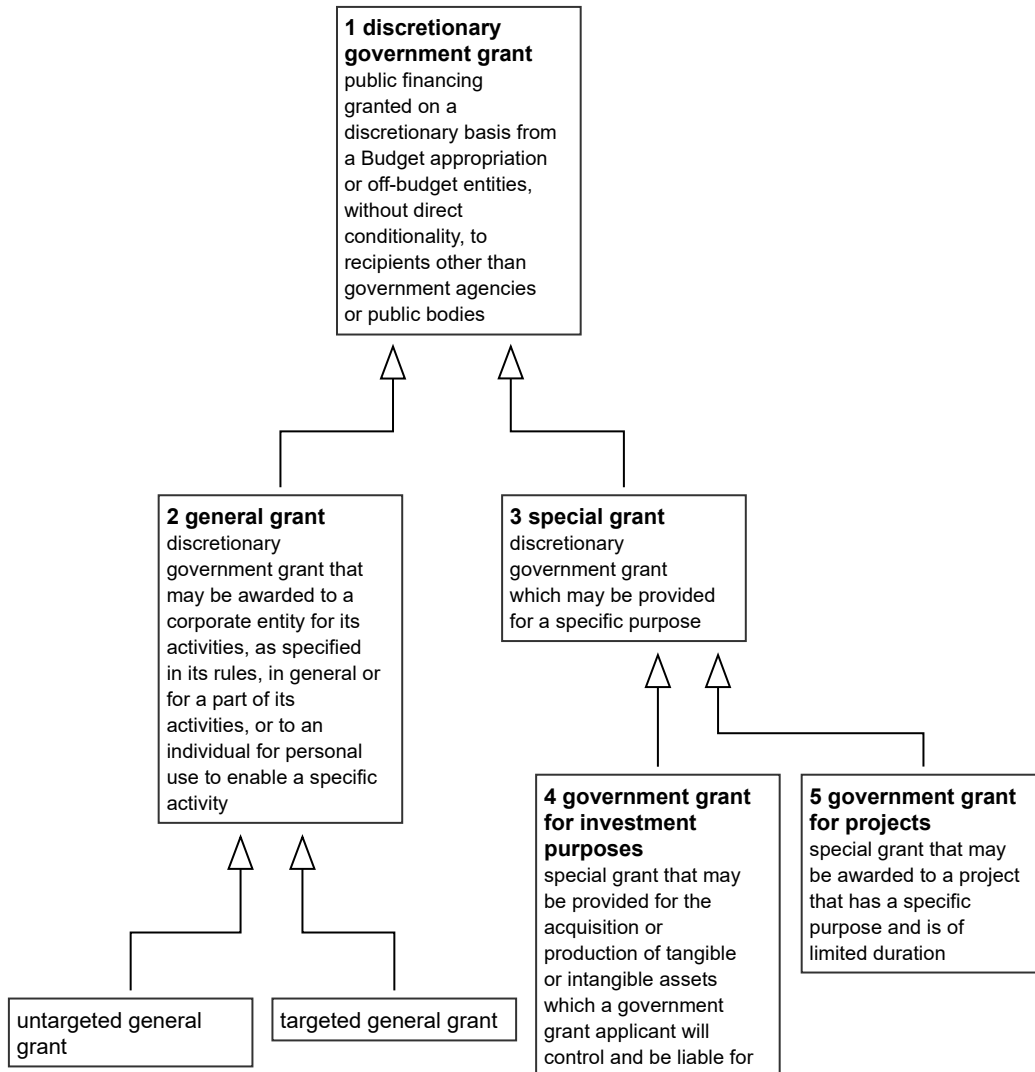 1 discretionary
government grant
public financing
granted on a
discretionary basis from
a Budget appropriation
or off-budget entities,
without direct
conditionality, to
recipients other than
government agencies
or public bodies
2 general grant
discretionary
government grant that
may be awarded to a
corporate entity for its
activities, as specified
in its rules, in general or
for a part of its
activities, or to an
individual for personal
use to enable a specific
activity
3 special grant
discretionary
government grant
which may be provided
for a specific purpose
untargeted general
grant
targeted general grant
4 government grant
for investment
purposes
special grant that may
be provided for the
acquisition or
production of tangible
or intangible assets
which a government
grant applicant will
control and be liable for
5 government grant
for projects
special grant that may
be awarded to a project
that has a specific
purpose and is of
limited duration